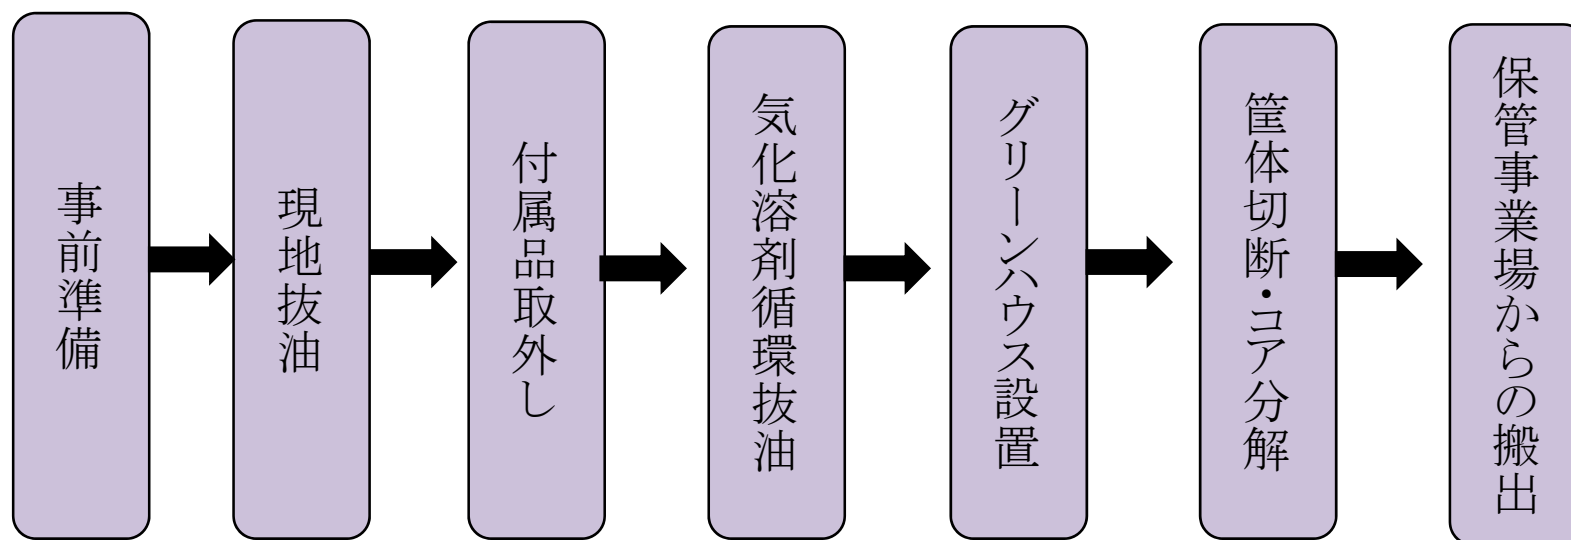 事前準備
現地抜油
付属品取外し
気化溶剤循環抜油
グリーンハウス設置
筐体切断・コア分解
保管事業場からの搬出